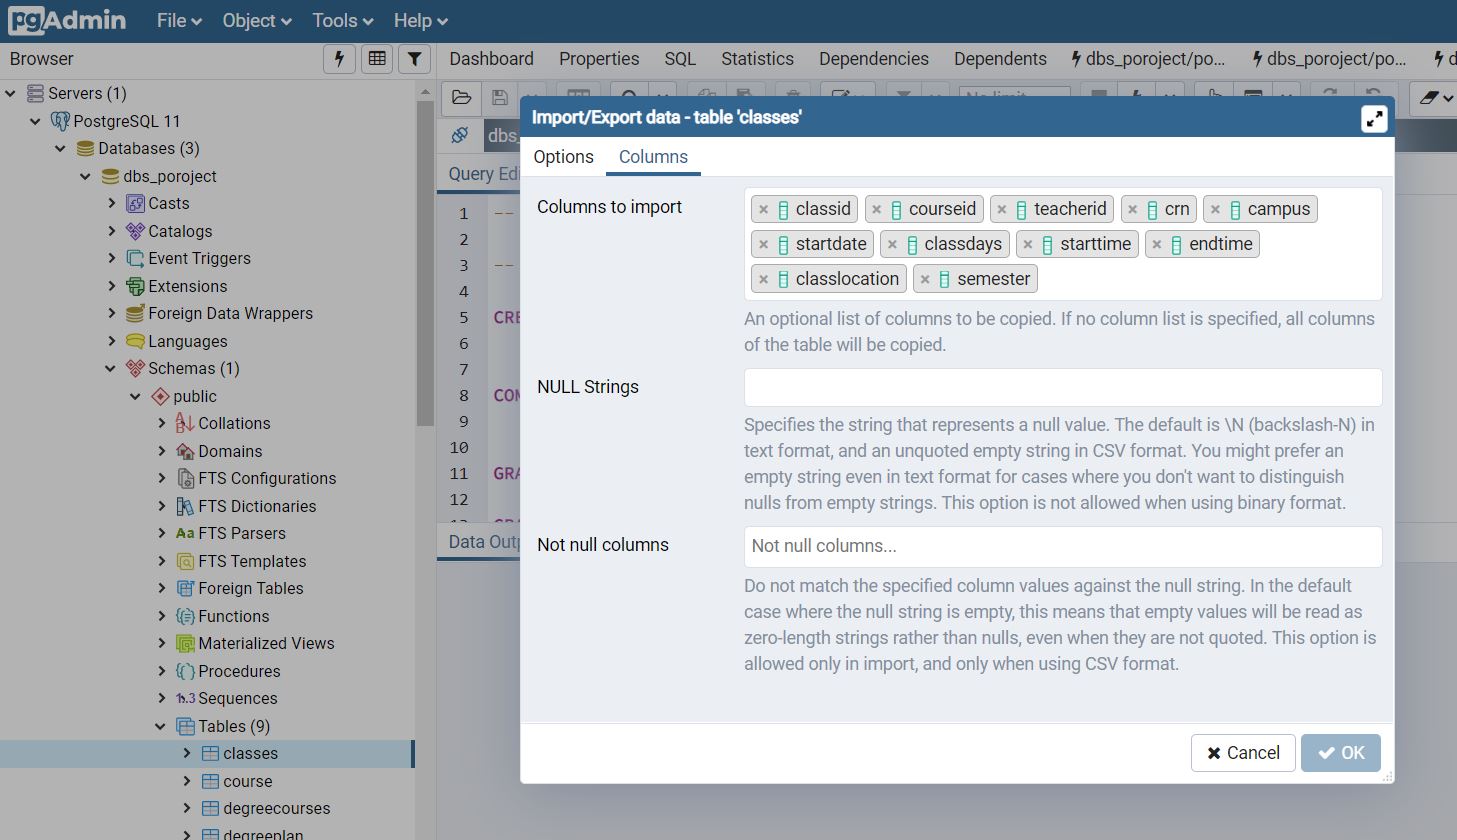 pgAdmin File Object Tools Help
Browser
Dashboard Properties SQL Statistics Dependencies Dependents dbs_poroject/po... dbs_poroject/po... d
Servers (1)
PostgreSQL 11
Databases (3)
dbs_poroject
Casts
Catalogs
Event Triggers
Extensions
Foreign Data Wrappers
Languages
Schemas (1)
public
Collations
Domains
FTS Configurations
FTS Dictionaries
Aa FTS Parsers
FTS Templates
Foreign Tables
Functions
Materialized Views
Procedures
1..3 Sequences
Tables (9)
classes
course
degreecourses
degreeplan
No limit
dbs_
Query Edi
1 --
2
3 --
4
5 CRE
6
7
8 COM
9
10
11 GRA
12
13 GRA
Data Outp
Import/Export data - table 'classes'
Options Columns
Columns to import
× classid × courseid × teacherid × crn × campus
× startdate × classdays × starttime × endtime
× classlocation × semester
An optional list of columns to be copied. If no column list is specified, all columns
of the table will be copied.
NULL Strings
Specifies the string that represents a null value. The default is \N (backslash-N) in
text format, and an unquoted empty string in CSV format. You might prefer an
empty string even in text format for cases where you don't want to distinguish
nulls from empty strings. This option is not allowed when using binary format.
Not null columns
Not null columns...
Do not match the specified column values against the null string. In the default
case where the null string is empty, this means that empty values will be read as
zero-length strings rather than nulls, even when they are not quoted. This option is
allowed only in import, and only when using CSV format.
Cancel OK